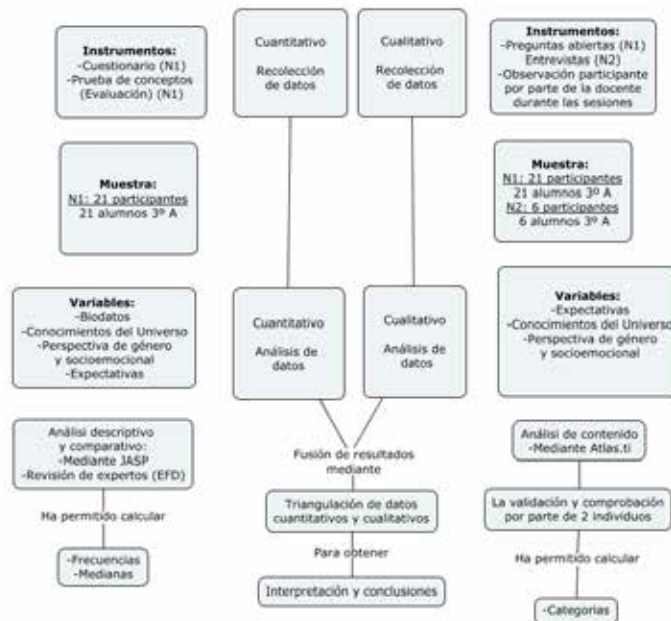 Instrumentos:
-Cuestionario (N1)
-Prueba de conceptos
(Evaluación) (N1)
Muestra:
N1: 21 participantes
21 alumnos 3º A
Variables:
-Biodatos
-Conocimientos del Universo
-Perspectiva de género
y socioemocional
-Expectativas
Análisi descriptivo
y comparativo:
-Mediante JASP
-Revisión de expertos (EFD)
Ha permitido calcular
-Frecuencias
-Medianas
Cuantitativo
Recolección
de datos
Cualitativo
Recolección
de datos
Cuantitativo
Análisis de
datos
Cualitativo
Análisis de
datos
Fusión de resultados
mediante
Triangulación de datos
cuantitativos y cualitativos
Para obtener
Interpretación y conclusiones
Instrumentos:
-Preguntas abiertas (N1)
Entrevistas (N2)
-Observación participante
por parte de la docente
durante las sesiones
Muestra:
N1: 21 participantes
21 alumnos 3º A
N2: 6 participantes
6 alumnos 3º A
Variables:
-Expectativas
-Conocimientos del Universo
-Perspectiva de género
y socioemocional
Análisi de contenido
-Mediante Atlas.ti
La validación y comprobación
por parte de 2 individuos
Ha permitido calcular
-Categorias